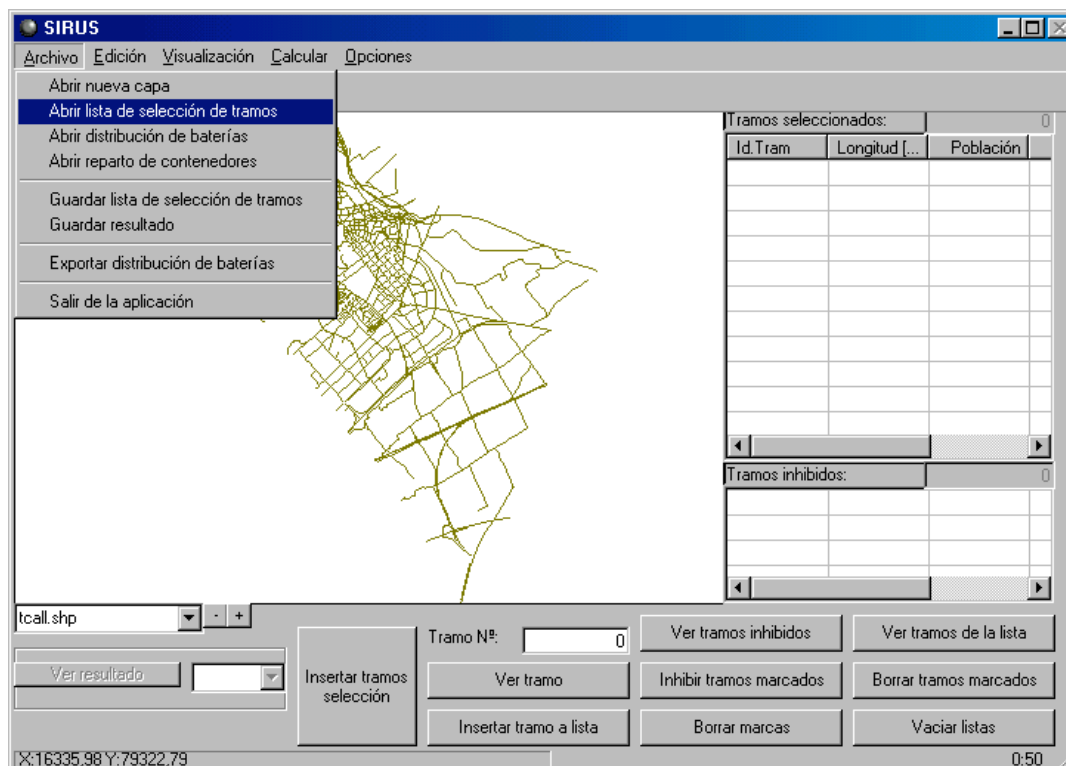 SIRUS
Archivo Edición Visualización Calcular Opciones
Abrir nueva capa
Abrir lista de selección de tramos
Abrir distribución de baterías
Abrir reparto de contenedores
Guardar lista de selección de tramos
Guardar resultado
Exportar distribución de baterías
Salir de la aplicación
Tramos seleccionados: 0
Id.Tram Longitud [... Población
Tramos inhibidos: 0
tcall.shp - +
Ver resultado
Insertar tramos
selección
Tramo Nº: 0
Ver tramo
Insertar tramo a lista
Ver tramos inhibidos
Inhibir tramos marcados
Borrar marcas
Ver tramos de la lista
Borrar tramos marcados
Vaciar listas
X:16335,98 Y:79322,79 0:50